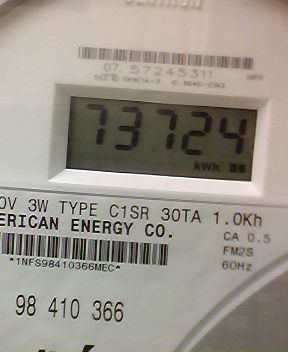 07 57245311
HPP
73724
kWh
0V 3W TYPE C1SR 30TA 1.0Kh
ERICAN ENERGY CO.
CA 0.5
*1NFS98410366MEC*
FM2S
60Hz
98 410 366